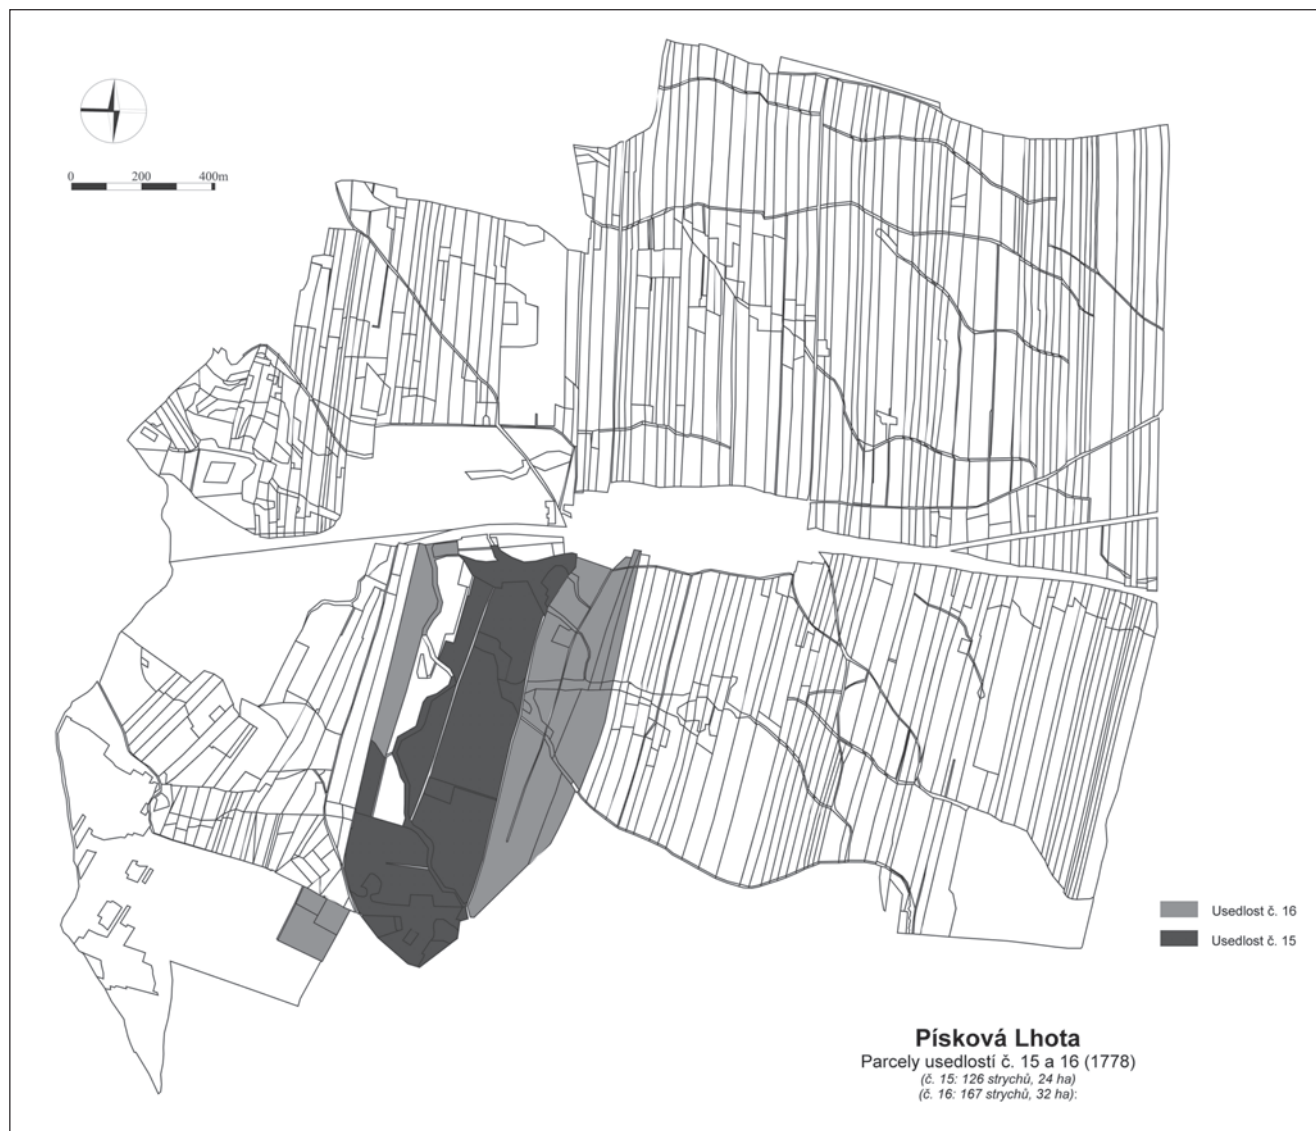 0 200 400m
Usedlost č. 16
Usedlost č. 15
Písková Lhota
Parcely usedlostí č. 15 a 16 (1778)
(č. 15: 126 strychů, 24 ha)
(č. 16: 167 strychů, 32 ha):